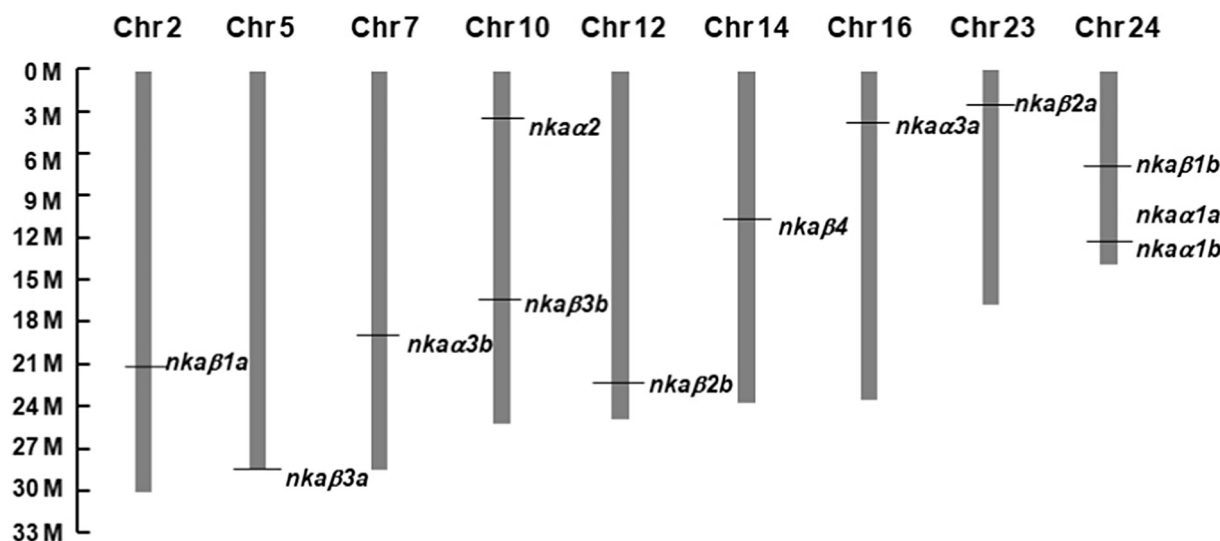 Chr2 Chr5 Chr7 Chr10 Chr12 Chr14 Chr16 Chr23 Chr24
0 M
3 M
6 M
9 M
12 M
15 M
18 M
21 M
24 M
27 M
30 M
33 M
nkaβ1a
nkaβ3a
nkaα3b
nkaα2
nkaβ3b
nkaβ2b
nkaβ4
nkaα3a
nkaβ2a
nkaβ1b
nkaα1a
nkaα1b